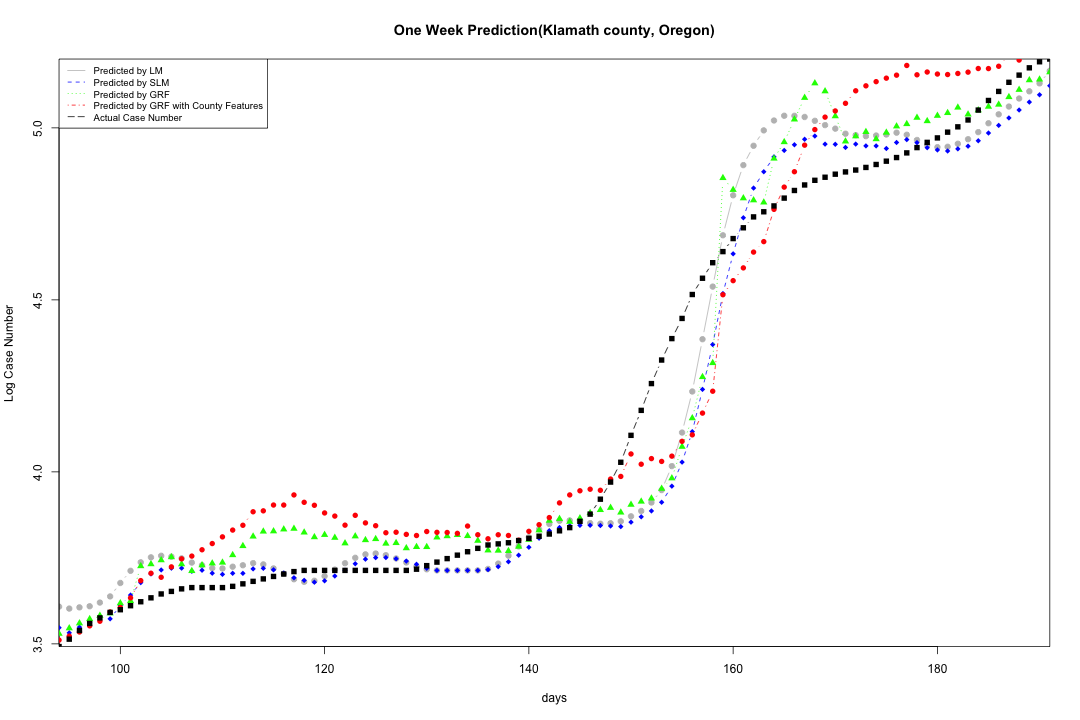 One Week Prediction(Klamath county, Oregon)
Predicted by LM
Predicted by SLM
Predicted by GRF
Predicted by GRF with County Features
Actual Case Number
Log Case Number
5.0
4.5
4.0
3.5
100 120 140 160 180
days